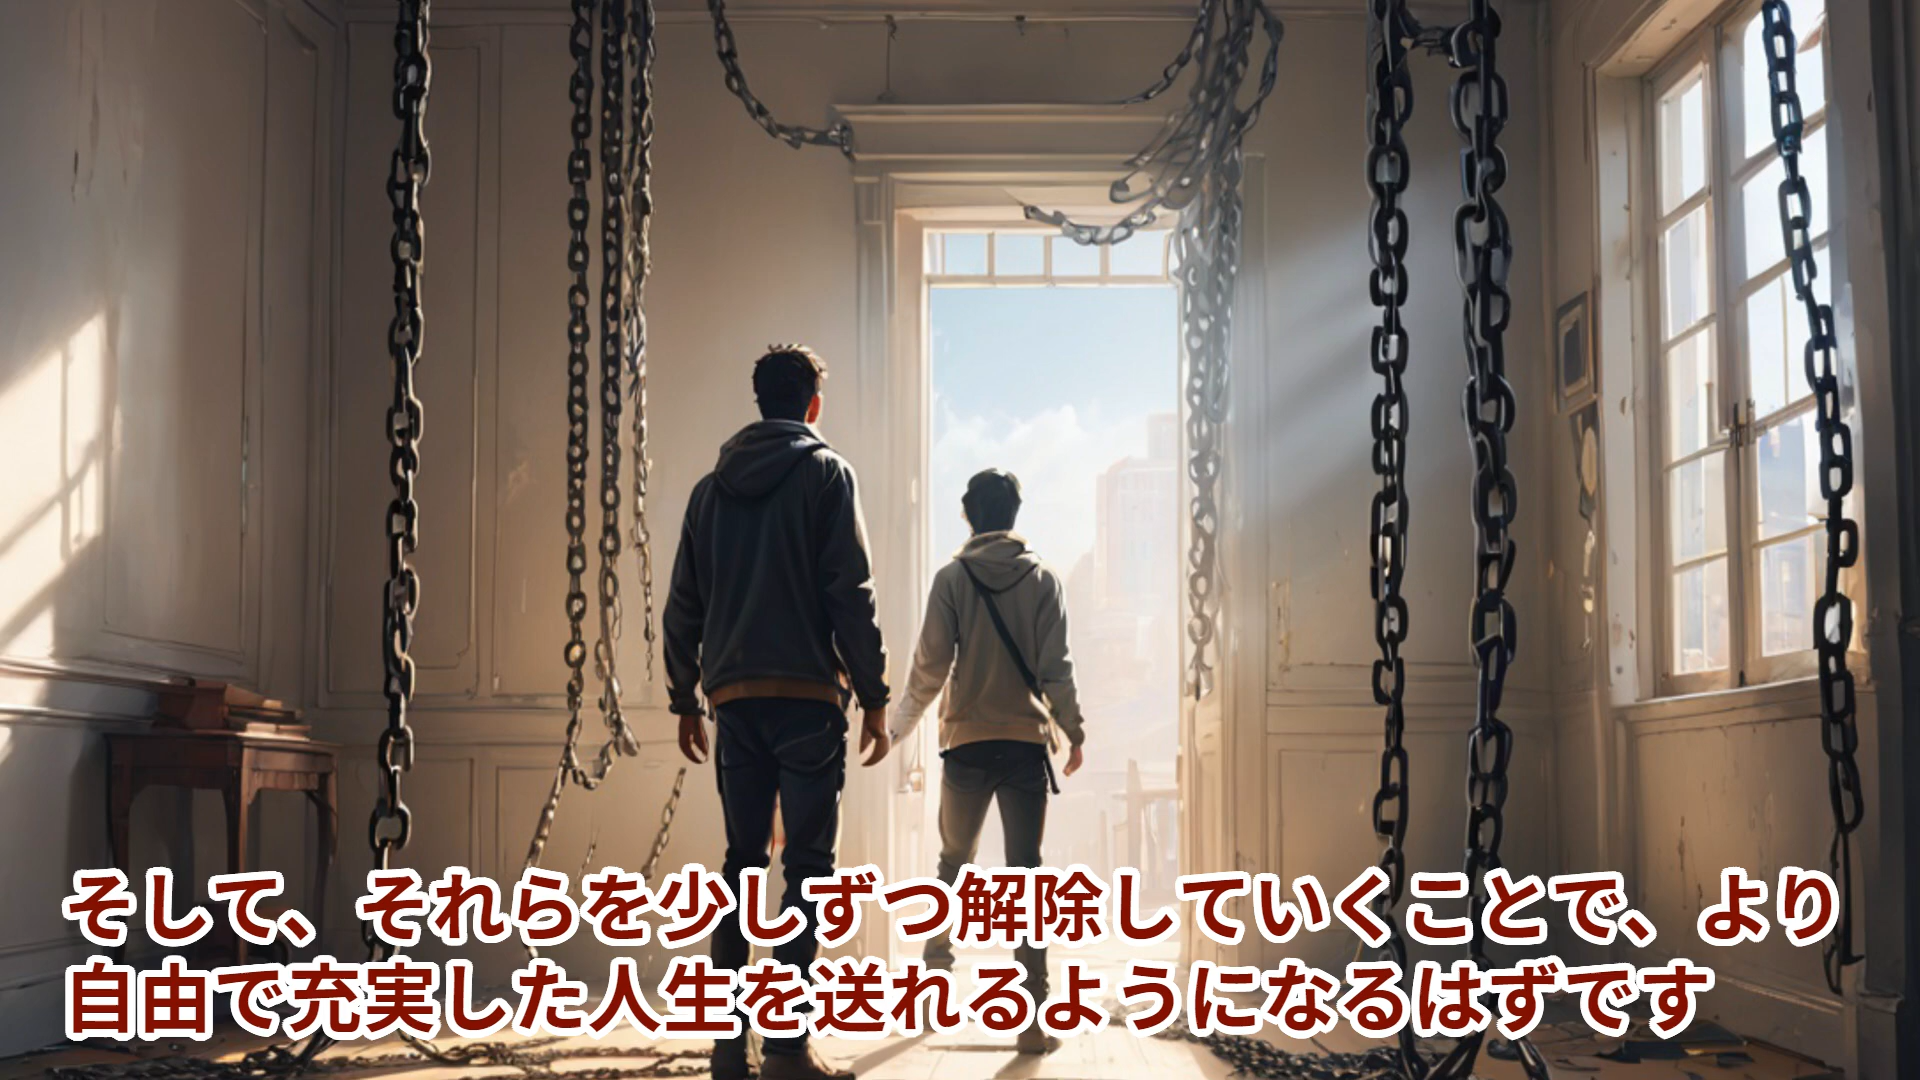 そして、それらを少しずつ解除していくことで、より
自由で充実した人生を送れるようになるはずです